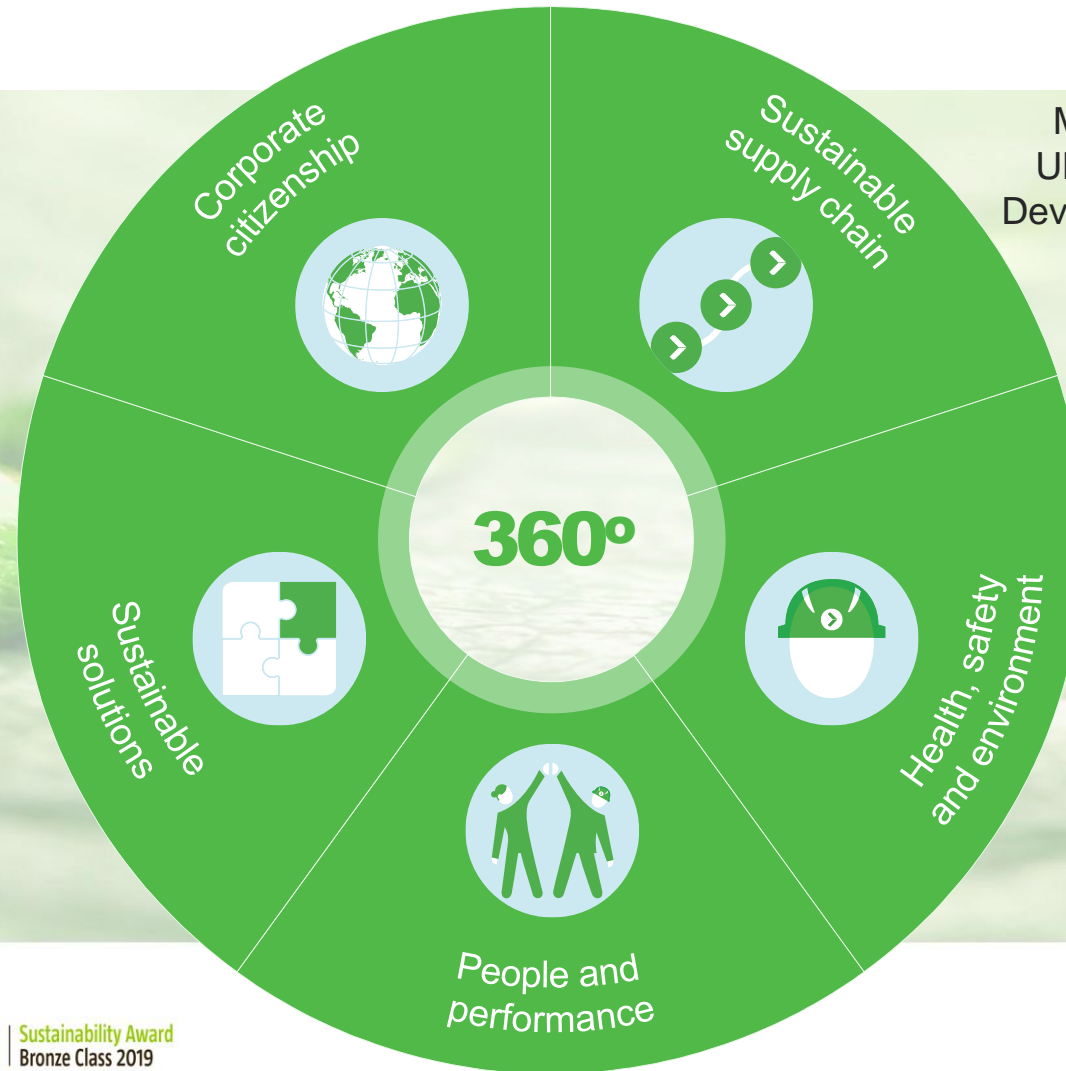 Corporate
citizenship
Sustainable
supply chain
360º
Sustainable
solutions
Health, safety
and environment
People and
performance
Sustainability Award
Bronze Class 2019